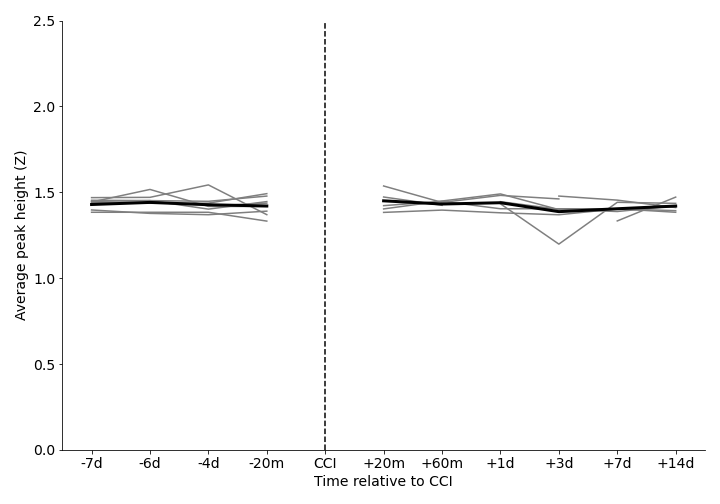 2.5
2.0
1.5
1.0
0.5
0.0
Average peak height (Z)
-7d -6d -4d -20m CCI +20m +60m +1d +3d +7d +14d
Time relative to CCI